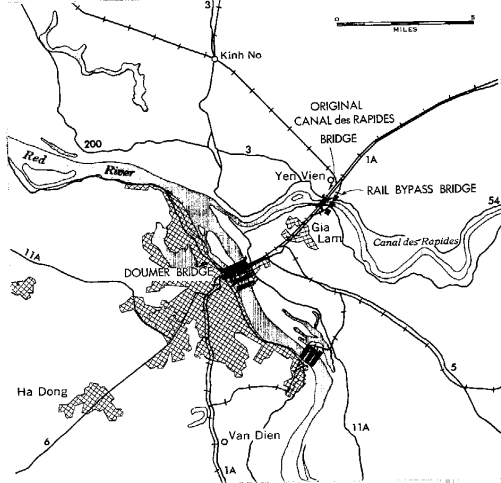 3
0 5
MILES
Kinh No
ORIGINAL
CANAL des RAPIDES
BRIDGE
200
3
1A
Red
River
Yen Vien
RAIL BYPASS BRIDGE
54
Gia
Lam
Canal des Rapides
11A
DOUMER BRIDGE
5
Ha Dong
6
Van Dien
11A
1A